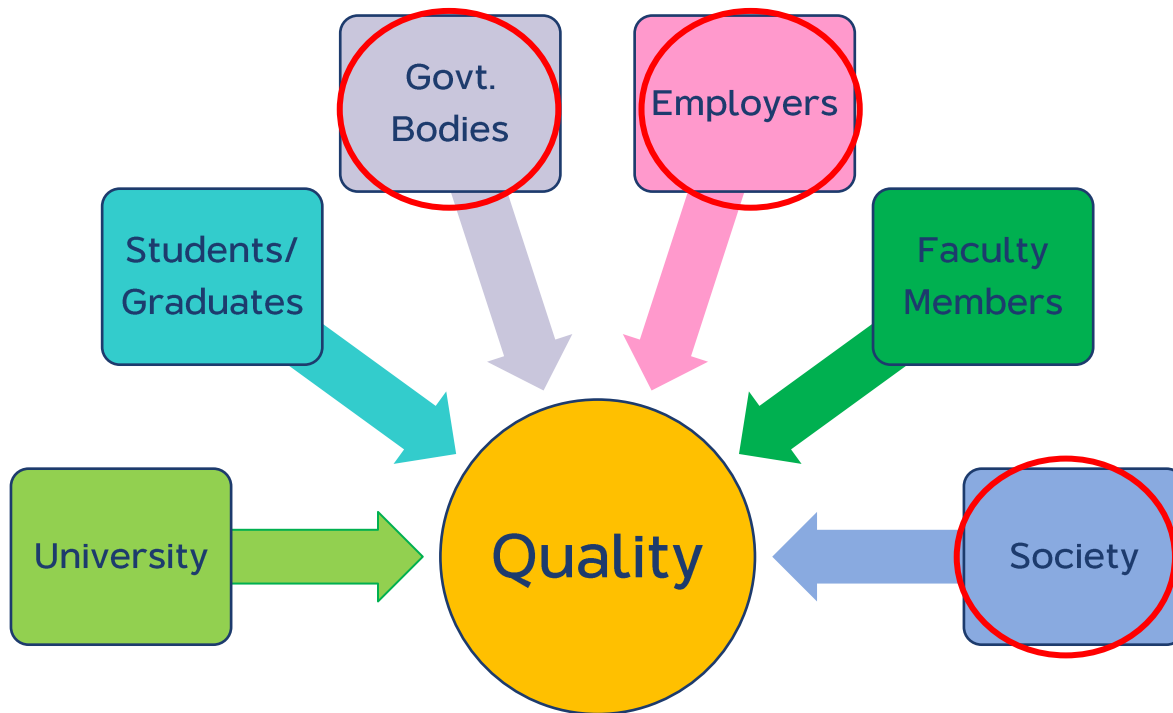 Govt.
Bodies
Employers
Students/
Graduates
Faculty
Members
University
Quality
Society